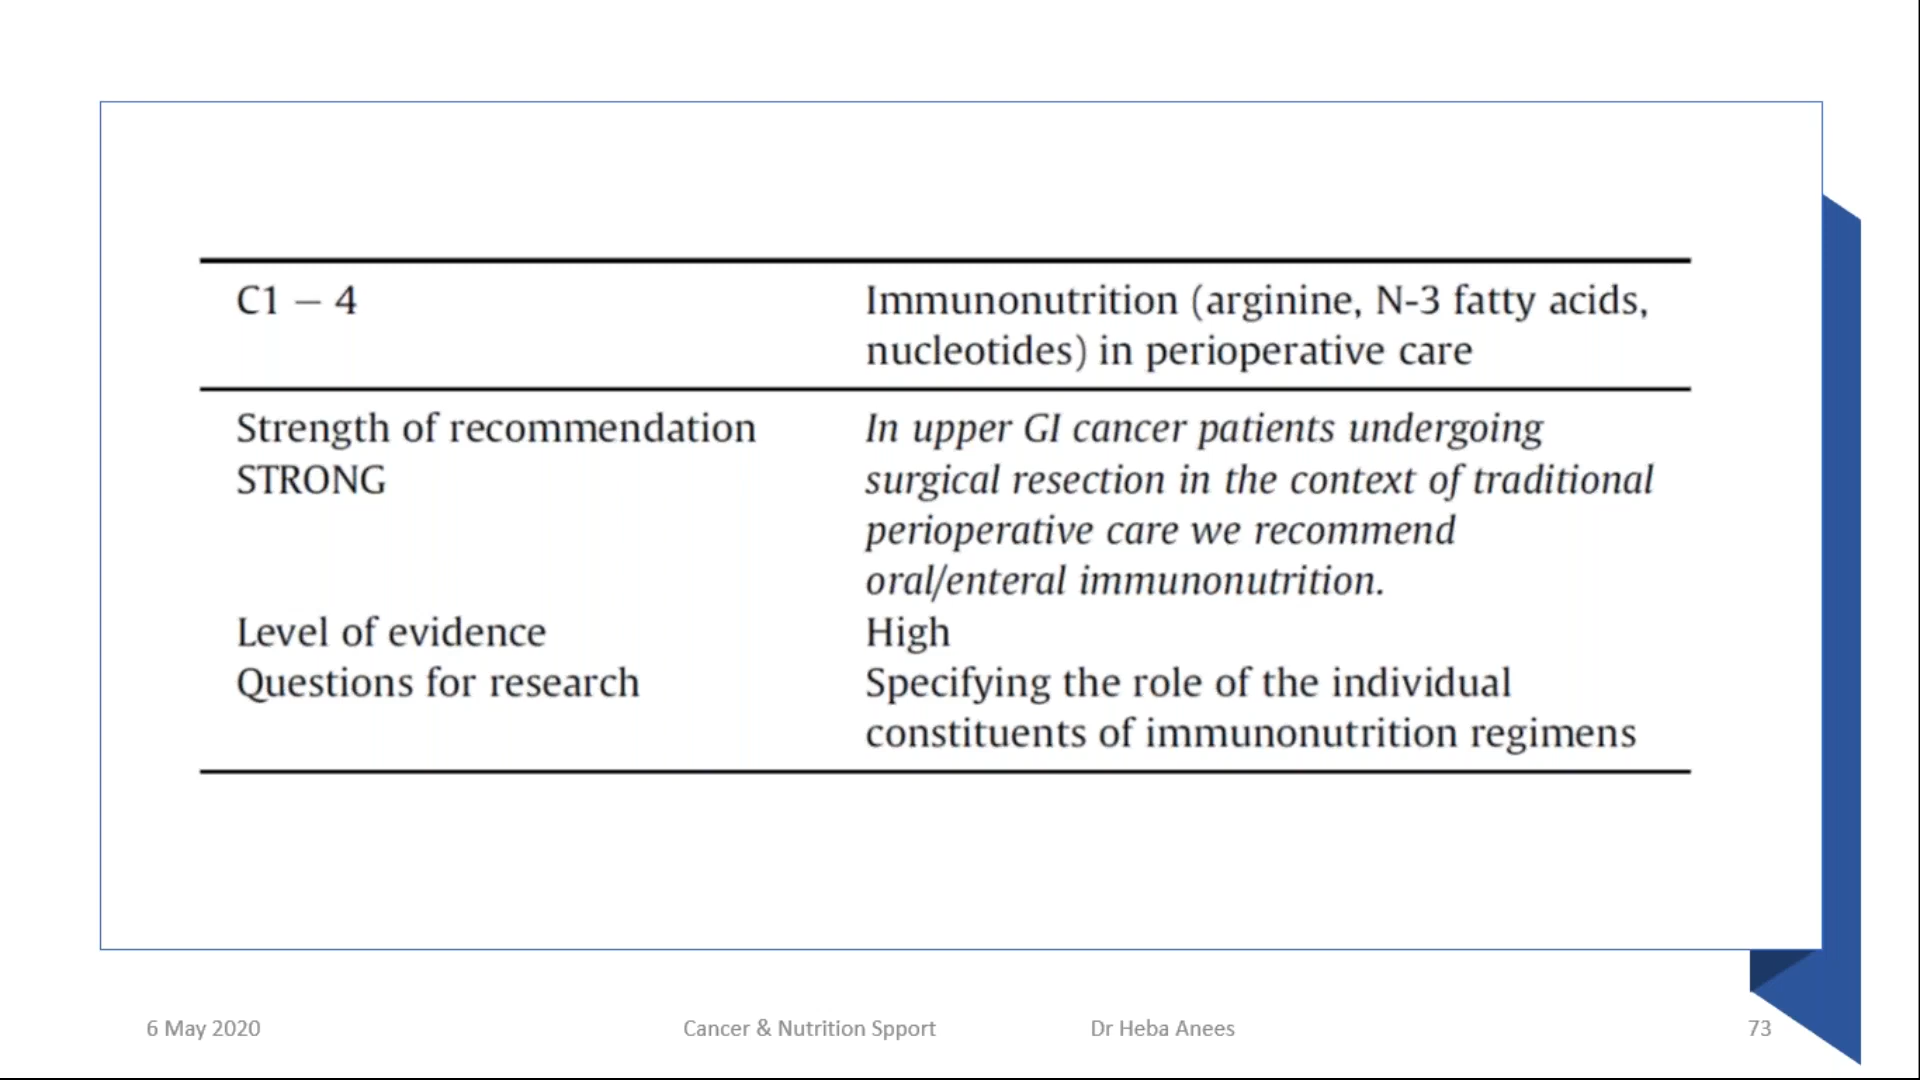 C1 – 4
Immunonutrition (arginine, N-3 fatty acids,
nucleotides) in perioperative care
Strength of recommendation
STRONG
In upper GI cancer patients undergoing
surgical resection in the context of traditional
perioperative care we recommend
oral/enteral immunonutrition.
Level of evidence
High
Questions for research
Specifying the role of the individual
constituents of immunonutrition regimens
6 May 2020
Cancer & Nutrition Spport
Dr Heba Anees
73